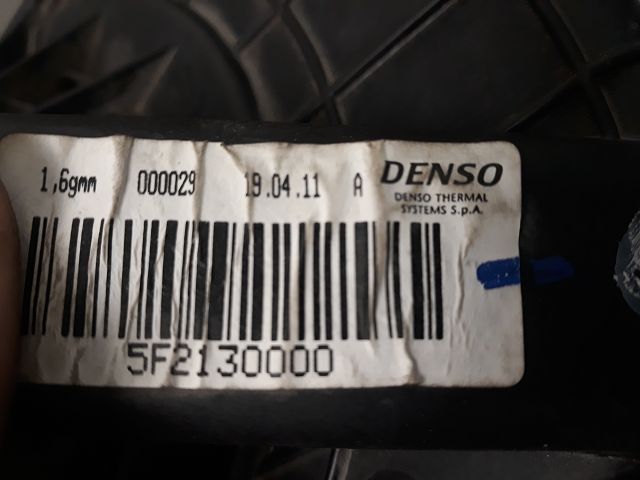 1,6gmm 000029 19.04.11 A DENSO
DENSO THERMAL
SYSTEMS S.p.A.
5F2130000